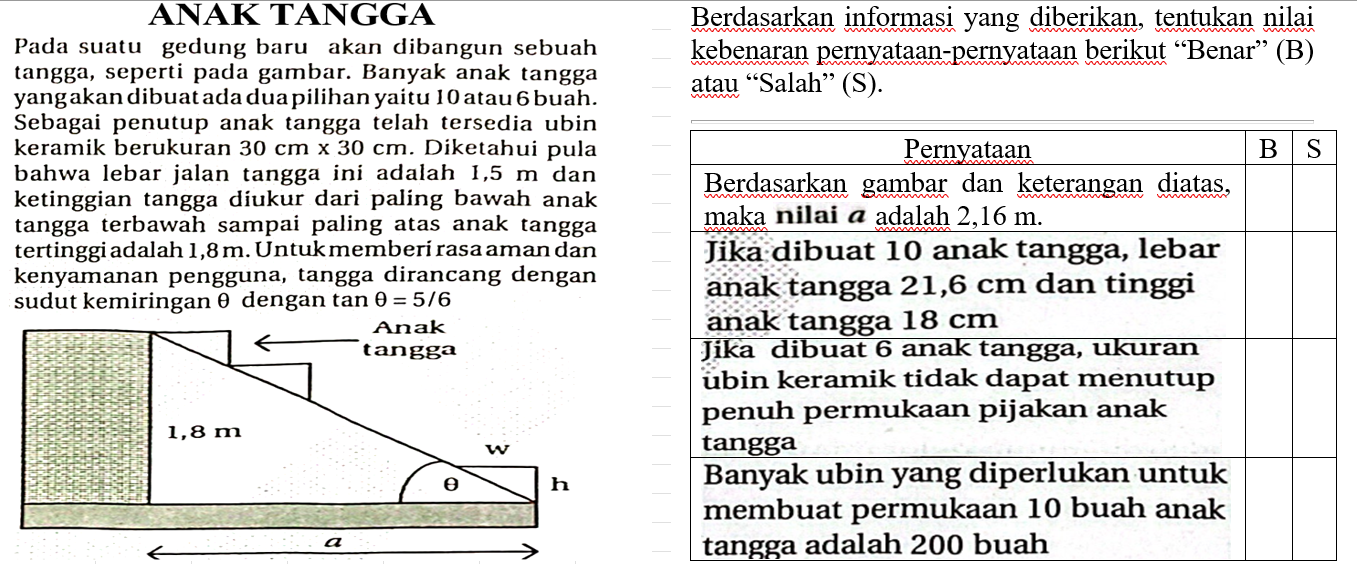 ANAK TANGGA
Pada suatu gedung baru akan dibangun sebuah
tangga, seperti pada gambar. Banyak anak tangga
yang akan dibuat ada dua pilihan yaitu 10 atau 6 buah.
Sebagai penutup anak tangga telah tersedia ubin
keramik berukuran 30 cm x 30 cm. Diketahui pula
bahwa lebar jalan tangga ini adalah 1,5 m dan
ketinggian tangga diukur dari paling bawah anak
tangga terbawah sampai paling atas anak tangga
tertinggi adalah 1,8 m. Untuk memberi rasa aman dan
kenyamanan pengguna, tangga dirancang dengan
sudut kemiringan θ dengan tan θ = 5/6
Anak
tangga
1,8 m
w
θ
h
a
Berdasarkan informasi yang diberikan, tentukan nilai
kebenaran pernyataan-pernyataan berikut “Benar” (B)
atau “Salah” (S).
Pernyataan B S
Berdasarkan gambar dan keterangan diatas,
maka nilai a adalah 2,16 m.
Jika dibuat 10 anak tangga, lebar
anak tangga 21,6 cm dan tinggi
anak tangga 18 cm
Jika dibuat 6 anak tangga, ukuran
ubin keramik tidak dapat menutup
penuh permukaan pijakan anak
tangga
Banyak ubin yang diperlukan untuk
membuat permukaan 10 buah anak
tangga adalah 200 buah